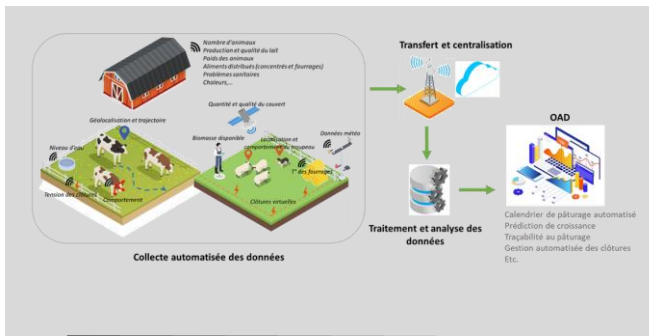 Nombre d'animaux
Production et qualité du lait
Poids des animaux
Aliments distribués (concentrés et fourrages)
Problèmes sanitaires
Chaleurs,...
Transfert et centralisation
Géolocalisation et trajectoire
Quantité et qualité du couvert
Données météo
Biomasse disponible
Localisation et
comportement du troupeau
OAD
Niveau d'eau
T° des fourrages
Tension des clôtures
Comportement
Clôtures virtuelles
Calendrier de pâturage automatisé
Prédiction de croissance
Traçabilité au pâturage
Gestion automatisée des clôtures
Etc.
Traitement et analyse des
données
Collecte automatisée des données